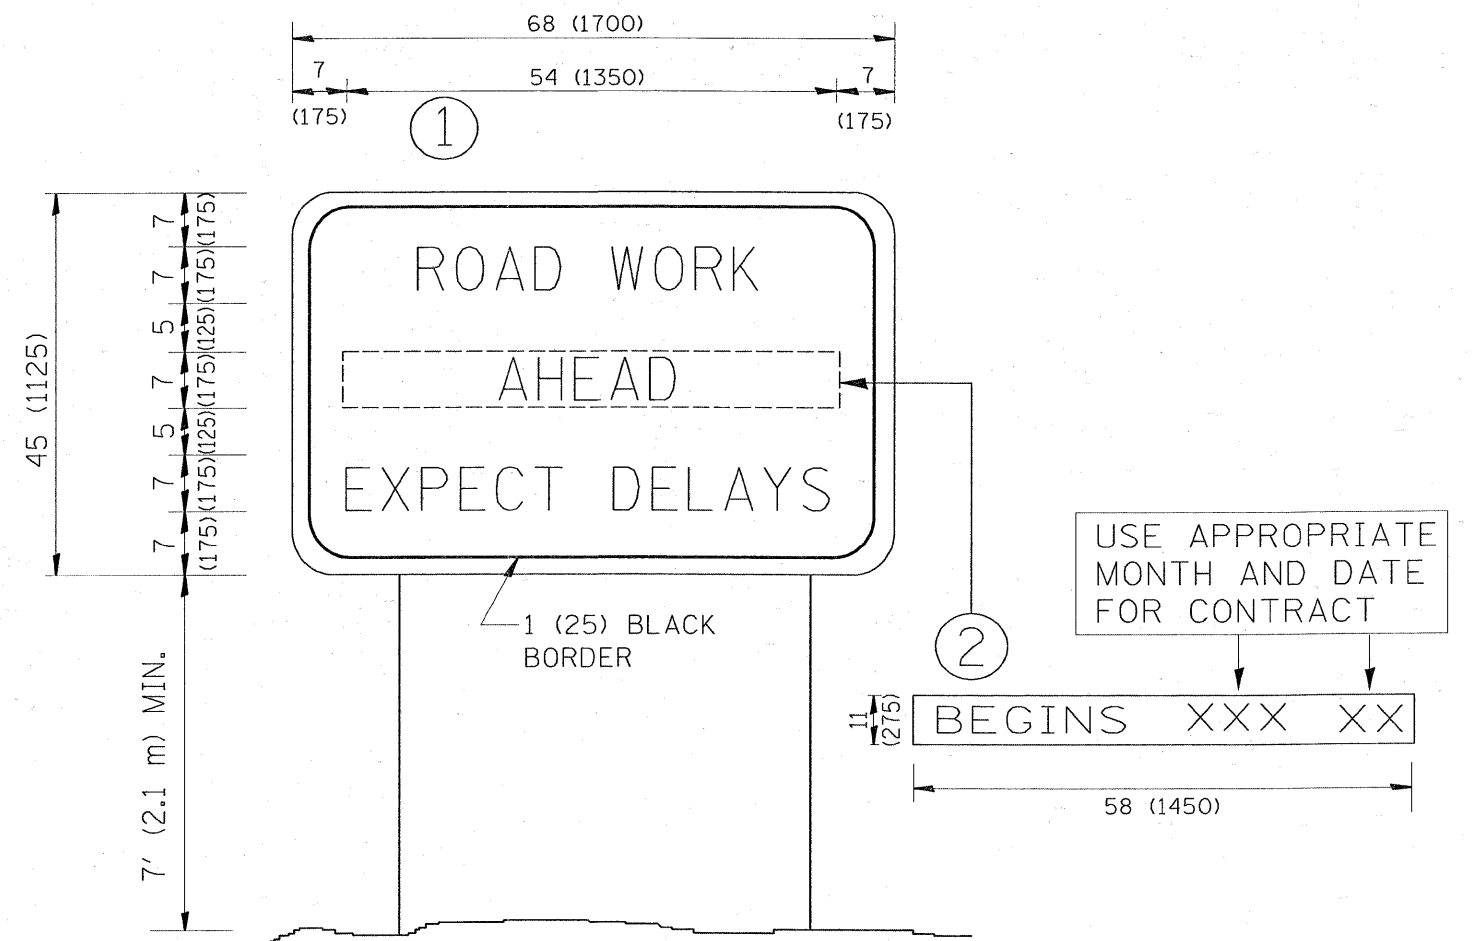 68 (1700)
7
54 (1350)
7
(175)
(175)
1
45 (1125)
7
(175)
7
(175)
5
(125)
7
(175)
5
(125)
7
(175)
7
(175)
ROAD WORK
AHEAD
EXPECT DELAYS
1 (25) BLACK
BORDER
7' (2.1 m) MIN.
2
USE APPROPRIATE
MONTH AND DATE
FOR CONTRACT
11
(275)
BEGINS XXX XX
58 (1450)